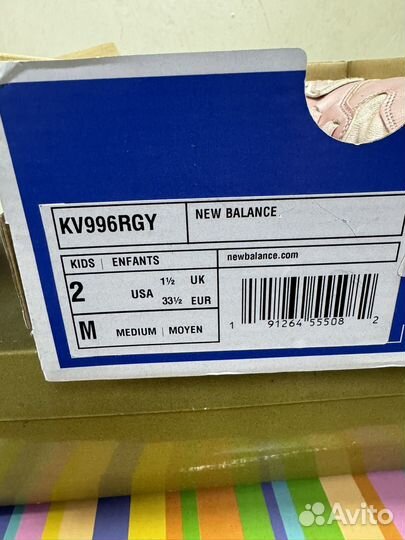 KV996RGY
NEW BALANCE
KIDS | ENFANTS
newbalance.com
2 USA 1½ UK
33½ EUR
M MEDIUM | MOYEN
1 91264 55508 2
Avito